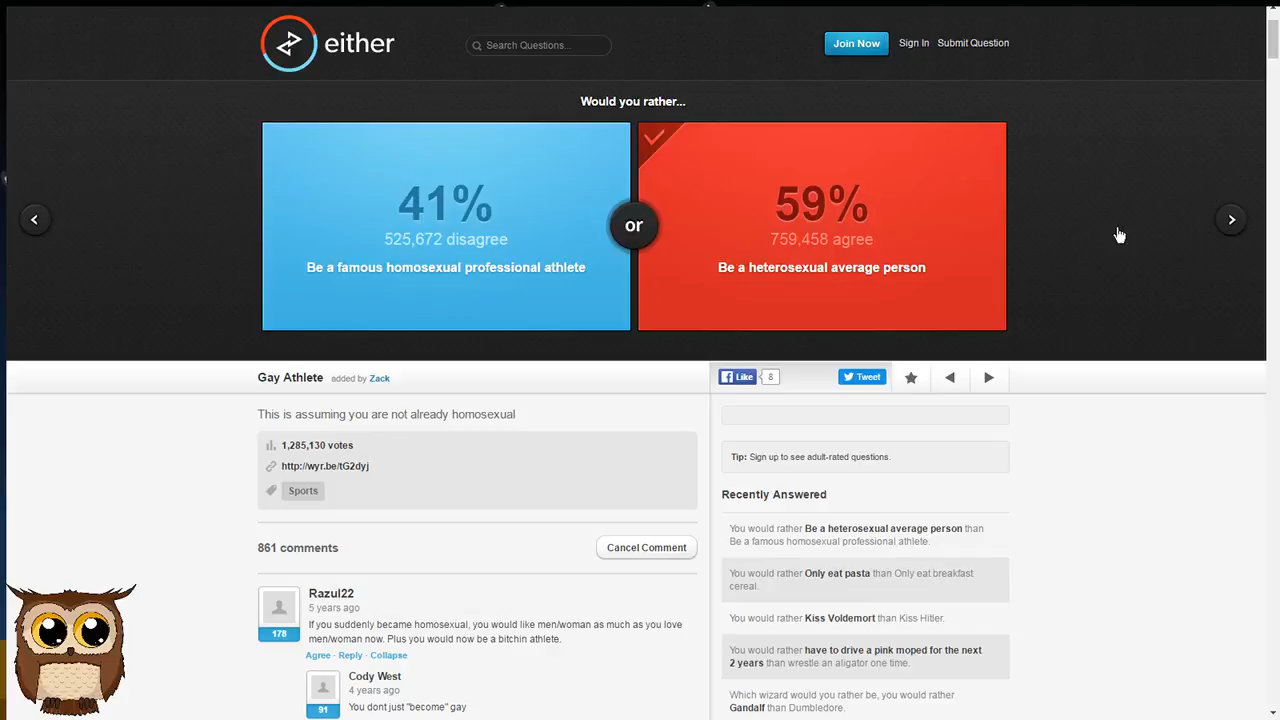 either
Search Questions...
Join Now
Sign In
Submit Question
Would you rather...
41%
525,672 disagree
Be a famous homosexual professional athlete
or
59%
759,458 agree
Be a heterosexual average person
Gay Athlete added by Zack
Like 8
Tweet
This is assuming you are not already homosexual
1,285,130 votes
http://wyr.be/tG2dyj
Sports
861 comments
Cancel Comment
Razul22
5 years ago
178
If you suddenly became homosexual, you would like men/woman as much as you love
men/woman now. Plus you would now be a bitchin athlete.
Agree · Reply · Collapse
Cody West
4 years ago
91
You dont just "become" gay
Tip: Sign up to see adult-rated questions.
Recently Answered
You would rather Be a heterosexual average person than
Be a famous homosexual professional athlete.
You would rather Only eat pasta than Only eat breakfast
cereal.
You would rather Kiss Voldemort than Kiss Hitler.
You would rather have to drive a pink moped for the next
2 years than wrestle an aligator one time.
Which wizard would you rather be, you would rather
Gandalf than Dumbledore.